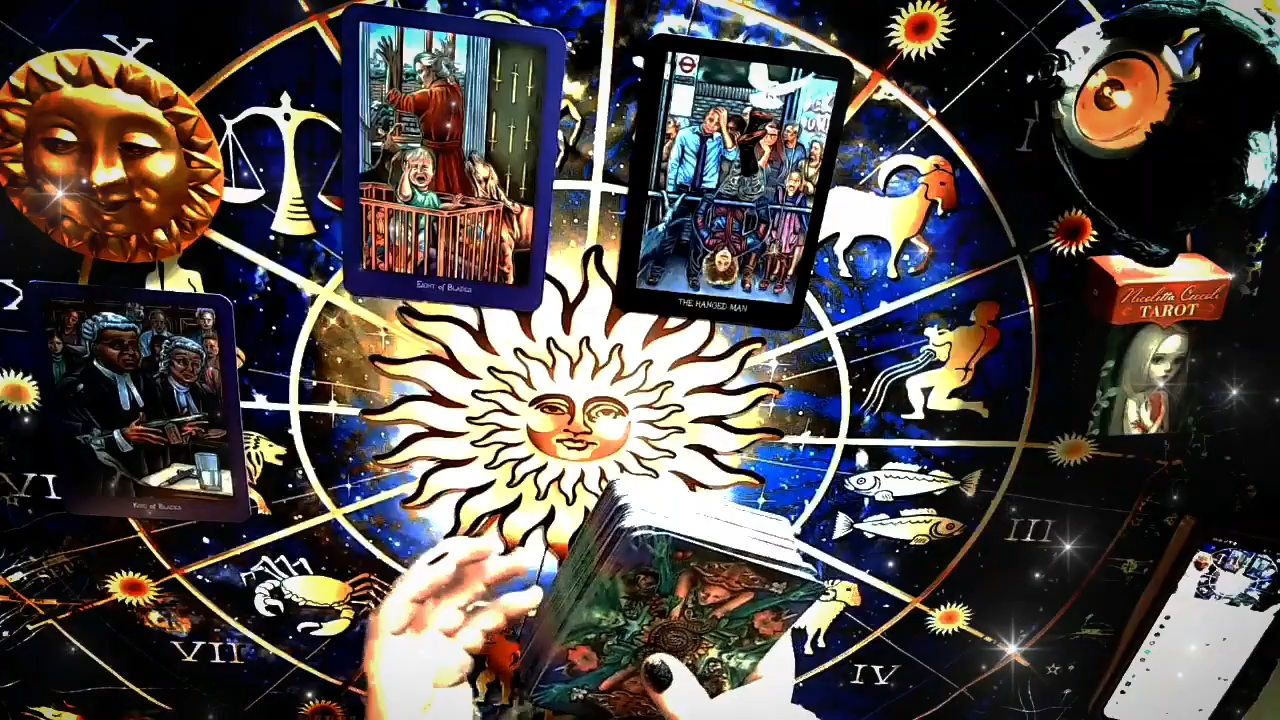 X
I
EIGHT of BLADES
THE HANGED MAN
Nicoletta Ceccoli
TAROT
VI
KING of BLADES
III
VII
IV